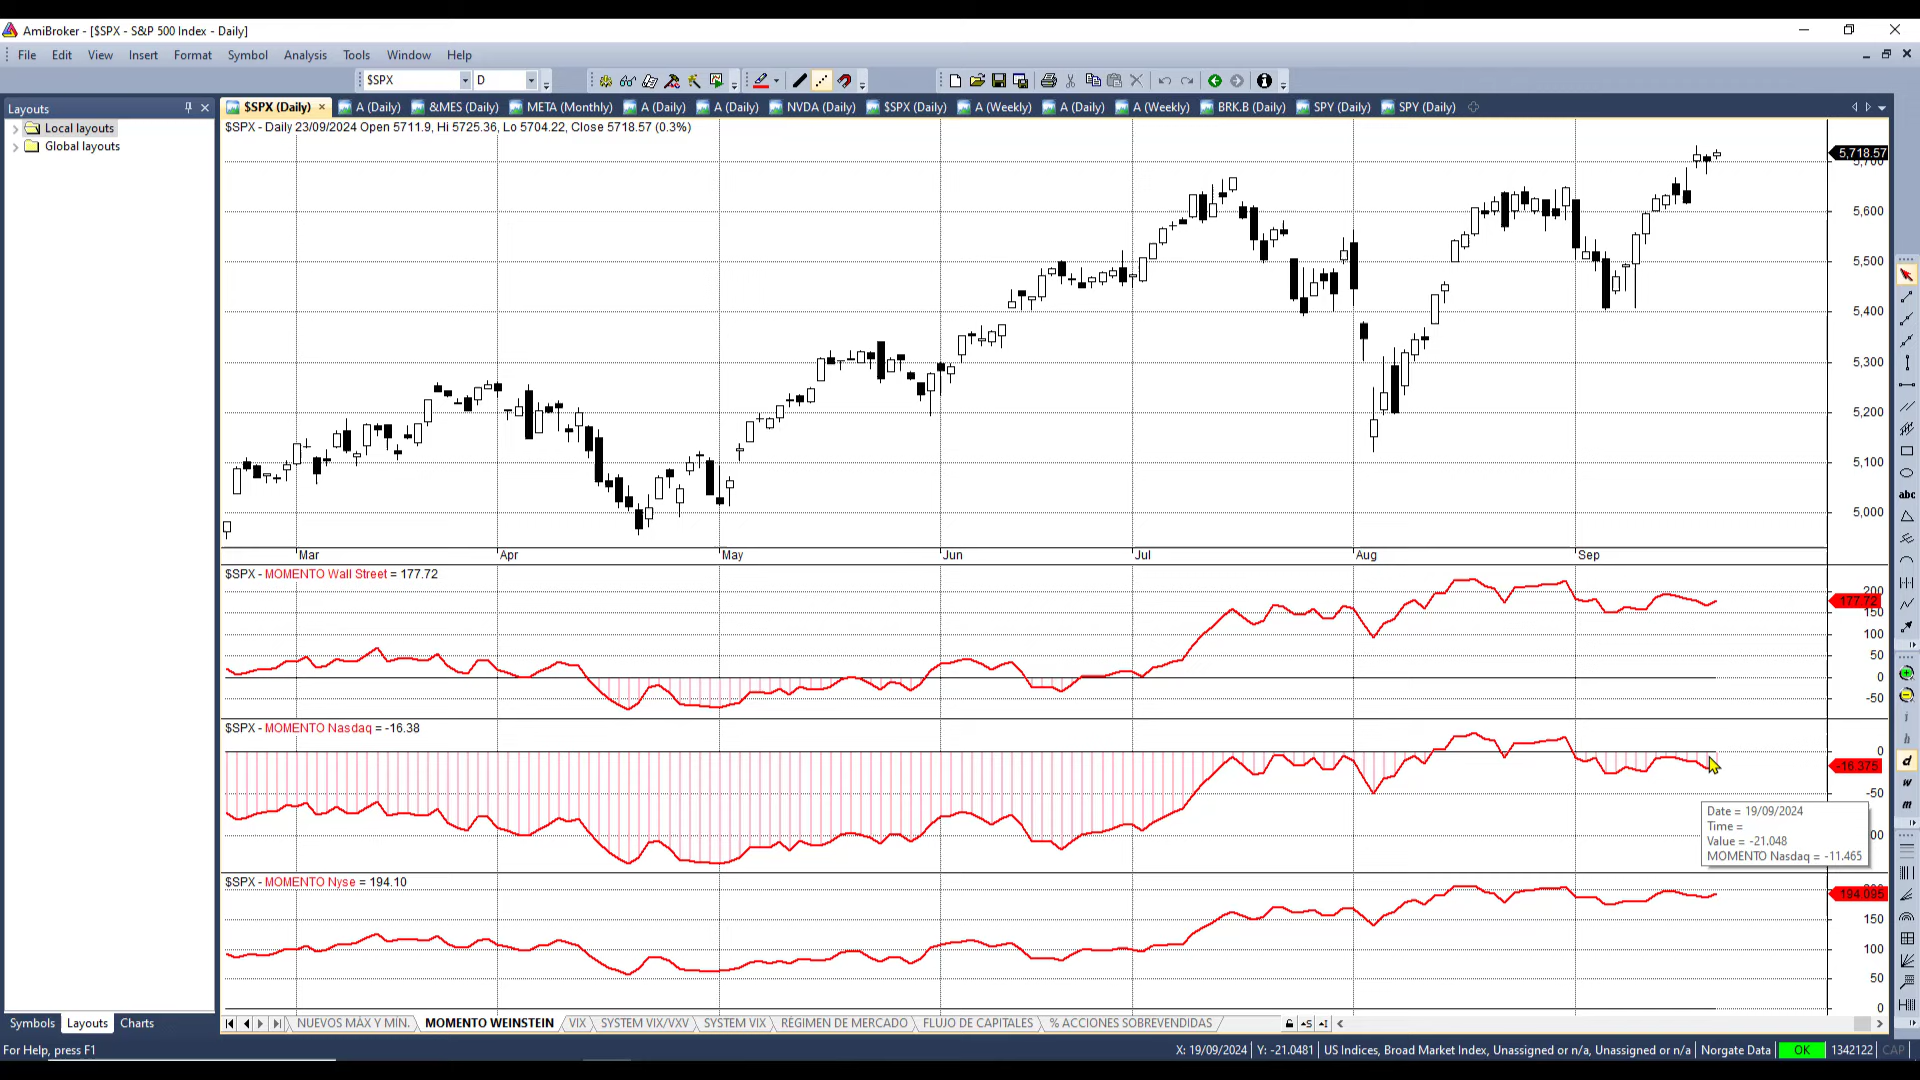 AmiBroker - [$SPX - S&P 500 Index - Daily]
File Edit View Insert Format Symbol Analysis Tools Window Help
$SPX D
Layouts
$SPX (Daily) A (Daily) &MES (Daily) META (Monthly) A (Daily) A (Daily) NVDA (Daily) $SPX (Daily) A (Weekly) A (Daily) A (Weekly) BRK.B (Daily) SPY (Daily) SPY (Daily)
Local layouts
Global layouts
$SPX - Daily 23/09/2024 Open 5711.9, Hi 5725.36, Lo 5704.22, Close 5718.57 (0.3%)
5,718.57
5,600
5,500
5,400
5,300
5,200
5,100
5,000
Mar Apr May Jun Jul Aug Sep
$SPX - MOMENTO Wall Street = 177.72
200
177.72
150
100
50
0
-50
$SPX - MOMENTO Nasdaq = -16.38
0
-16.375
-50
Date = 19/09/2024
Time =
Value = -21.048
MOMENTO Nasdaq = -11.465
$SPX - MOMENTO Nyse = 194.10
194.095
150
100
50
0
abc
i
h
d
w
m
Symbols Layouts Charts
NUEVOS MÁX Y MIN. MOMENTO WEINSTEIN VIX SYSTEM VIX/VXV SYSTEM VIX RÉGIMEN DE MERCADO FLUJO DE CAPITALES % ACCIONES SOBREVENDIDAS
For Help, press F1
X: 19/09/2024 Y: -21.0481 US Indices, Broad Market Index, Unassigned or n/a, Unassigned or n/a Norgate Data OK 1342122 CAP